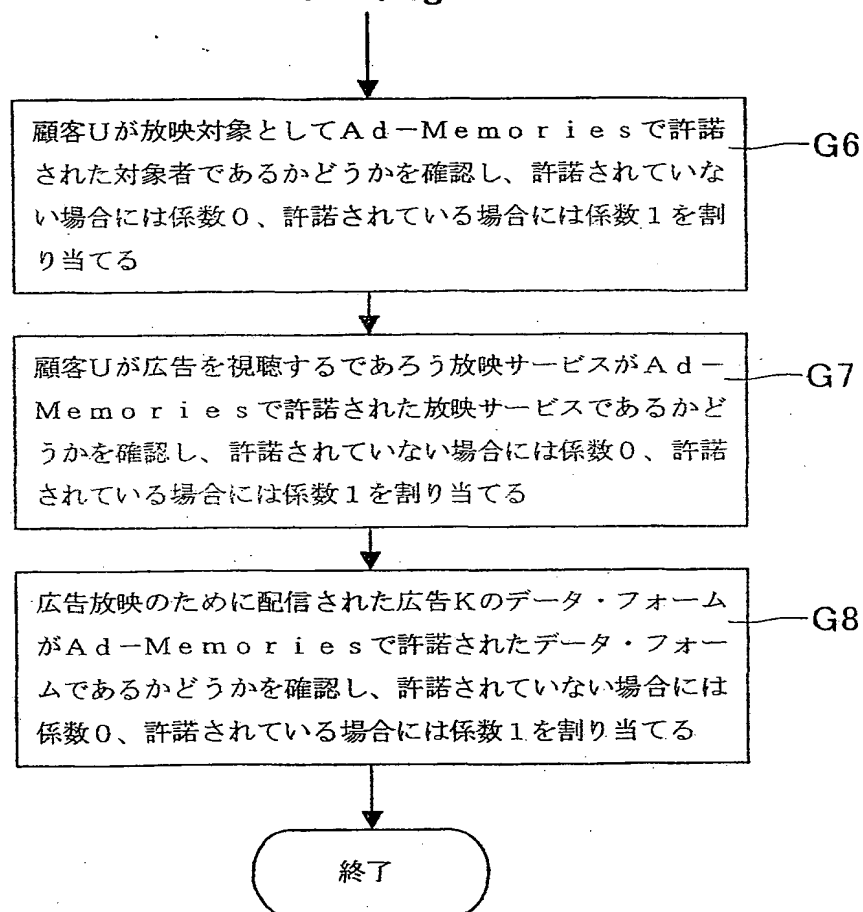 顧客Uが放映対象としてAd-Memoriesで許諾
された対象者であるかどうかを確認し、許諾されていな
い場合には係数0、許諾されている場合には係数1を割
り当てる
G6
顧客Uが広告を視聴するであろう放映サービスがAd-
Memoriesで許諾された放映サービスであるかど
うかを確認し、許諾されていない場合には係数0、許諾
されている場合には係数1を割り当てる
G7
広告放映のために配信された広告Kのデータ・フォーム
がAd-Memoriesで許諾されたデータ・フォー
ムであるかどうかを確認し、許諾されていない場合には
係数0、許諾されている場合には係数1を割り当てる
G8
終了